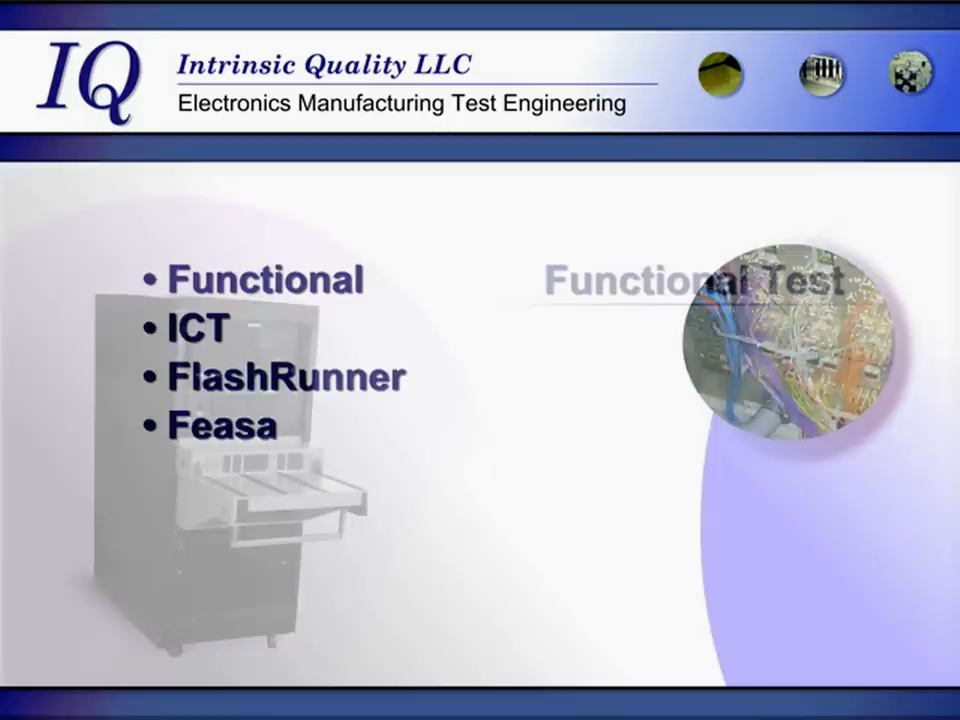 IQ
Intrinsic Quality LLC
Electronics Manufacturing Test Engineering
• Functional
• ICT
• FlashRunner
• Feasa
Functional Test